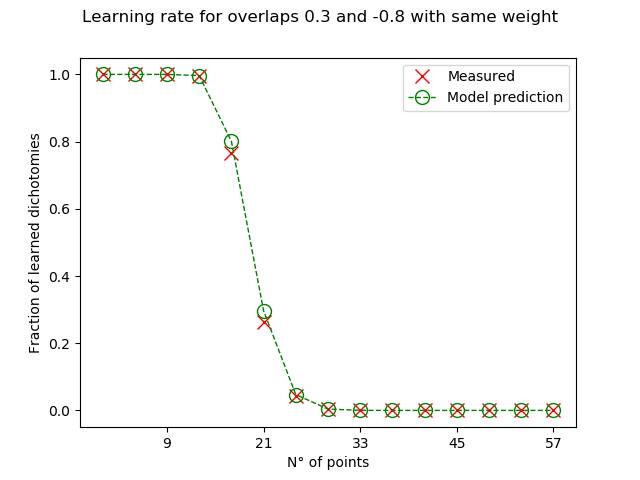 Learning rate for overlaps 0.3 and -0.8 with same weight
Measured
Model prediction
1.0
0.8
0.6
0.4
0.2
0.0
Fraction of learned dichotomies
9 21 33 45 57
N° of points